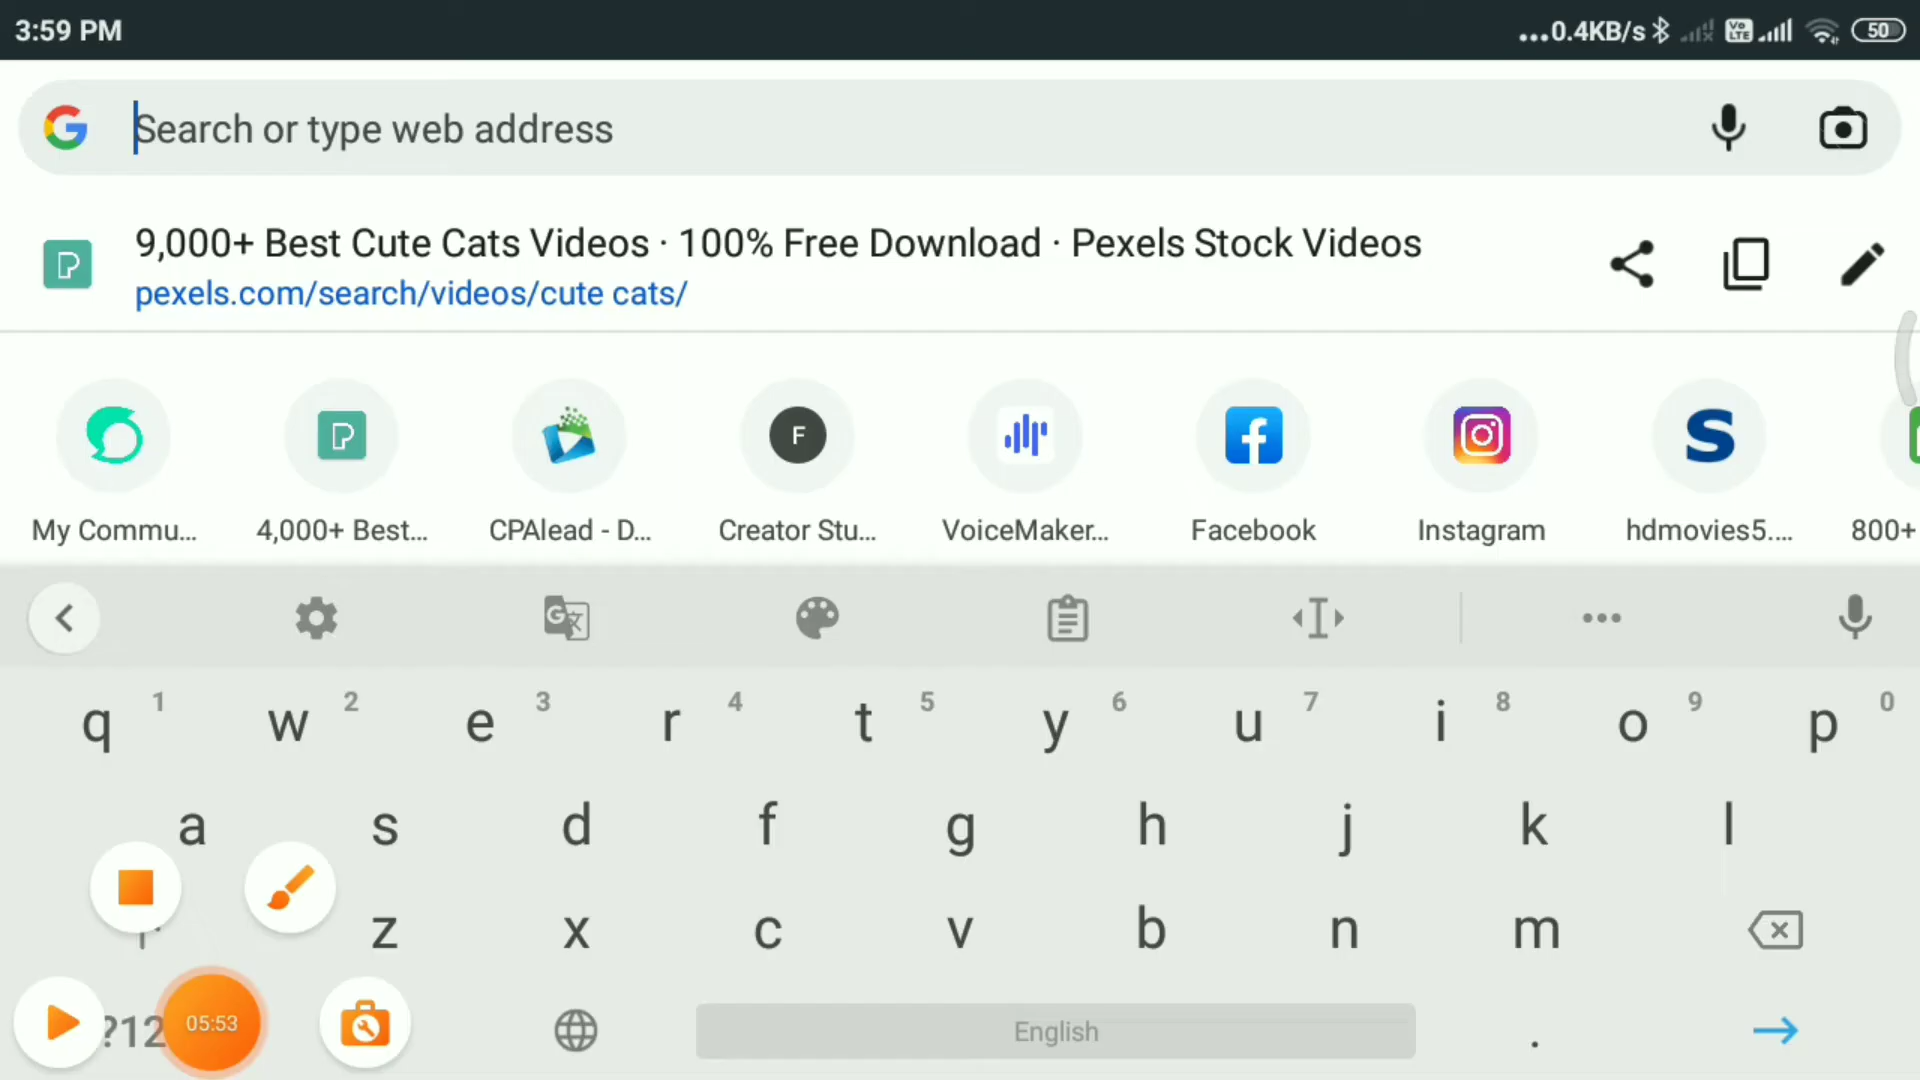 3:59 PM
...0.4KB/s Vo LTE 50
Search or type web address
9,000+ Best Cute Cats Videos · 100% Free Download · Pexels Stock Videos
pexels.com/search/videos/cute cats/
F
My Commu... 4,000+ Best... CPAlead - D... Creator Stu... VoiceMaker... Facebook Instagram hdmovies5.... 800+
q 1 w 2 e 3 r 4 t 5 y 6 u 7 i 8 o 9 p 0
a s d f g h j k l
z x c v b n m
?12 05:53 English .